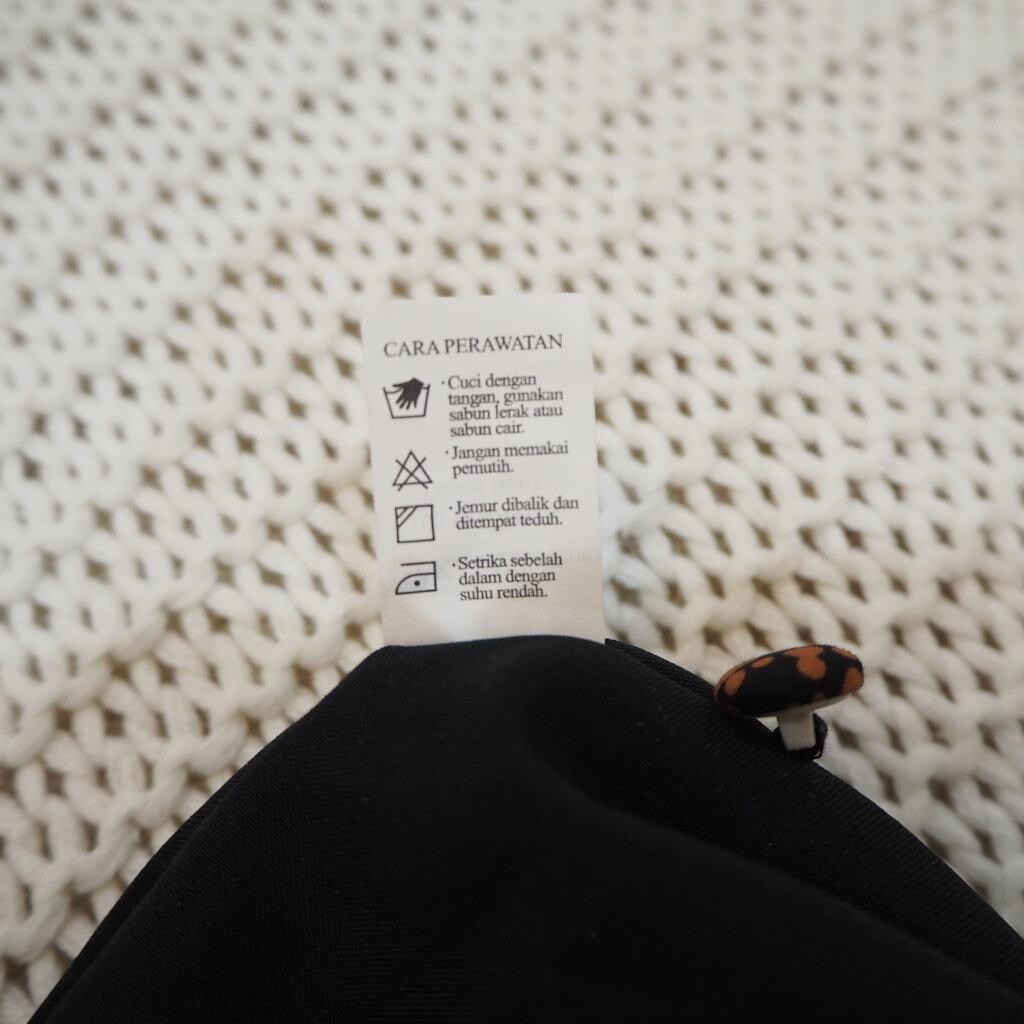 CARA PERAWATAN
· Cuci dengan
tangan, gunakan
sabun lerak atau
sabun cair.
· Jangan memakai
pemutih.
· Jemur dibalik dan
ditempat teduh.
· Setrika sebelah
dalam dengan
suhu rendah.